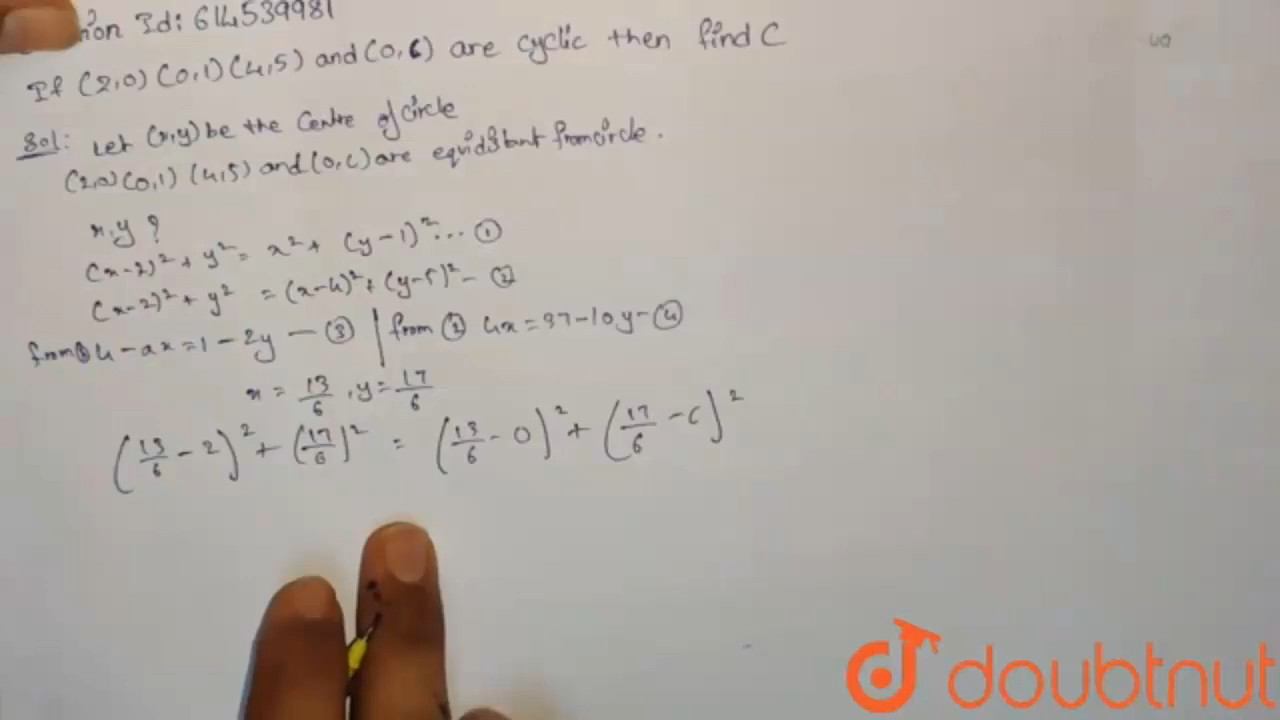 Id: 614539981
If (2,0) (0,1) (4,5) and (0,c) are cyclic then find C
Sol: Let (x,y) be the Centre of circle
(2,0) (0,1) (4,5) and (0,c) are equidistant from circle.
x,y ?
(x-2)² + y² = x² + (y-1)² ... ①
(x-2)² + y² = (x-4)² + (y-5)² - ②
from ① 4-4x = 1-2y - ③ | from ② 4x = 37-10y - ④
x = 13/6 , y = 17/6
(13/6 - 2)² + (17/6)² = (13/6 - 0)² + (17/6 - c)²
doubtnut